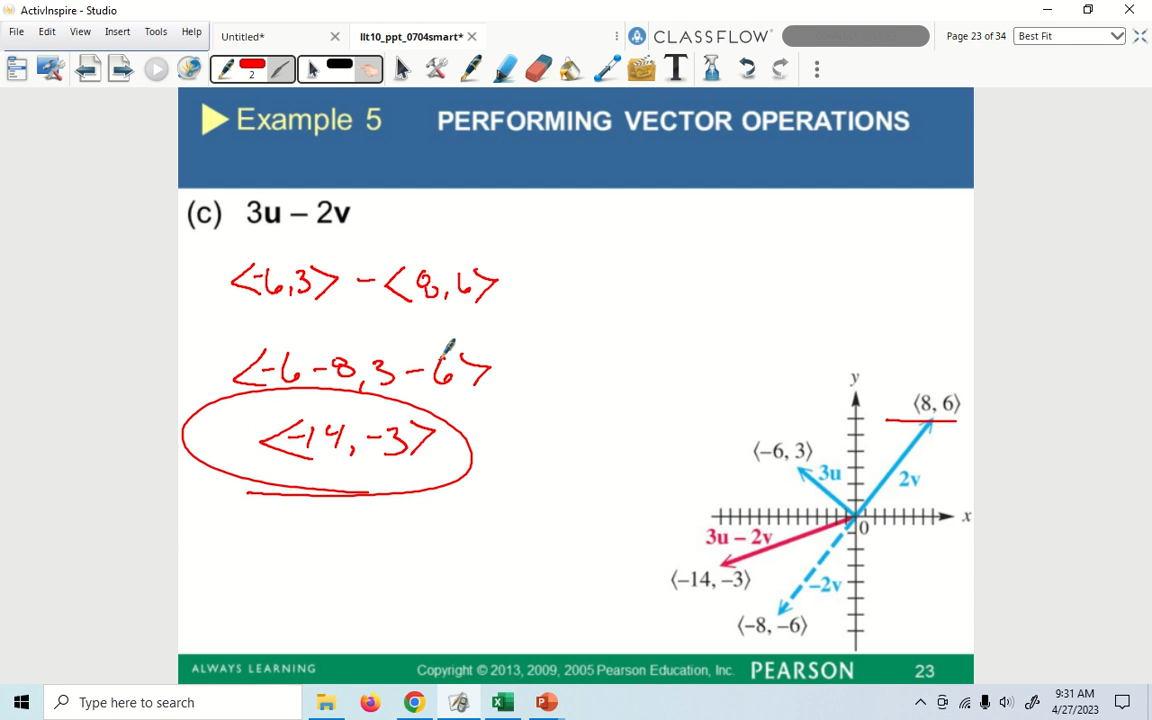 ActivInspire - Studio
File Edit View Insert Tools Help
Untitled*
llt10_ppt_0704smart*
CLASSFLOW
Page 23 of 34
Best Fit
2
Example 5
PERFORMING VECTOR OPERATIONS
(c) 3u – 2v
<-6,3> - <8,6>
<-6-8,3-6>
<-14,-3>
y
⟨8, 6⟩
⟨–6, 3⟩
3u
2v
x
0
3u – 2v
⟨–14, –3⟩
–2v
⟨–8, –6⟩
ALWAYS LEARNING
Copyright © 2013, 2009, 2005 Pearson Education, Inc.
PEARSON
23
Type here to search
9:31 AM
4/27/2023